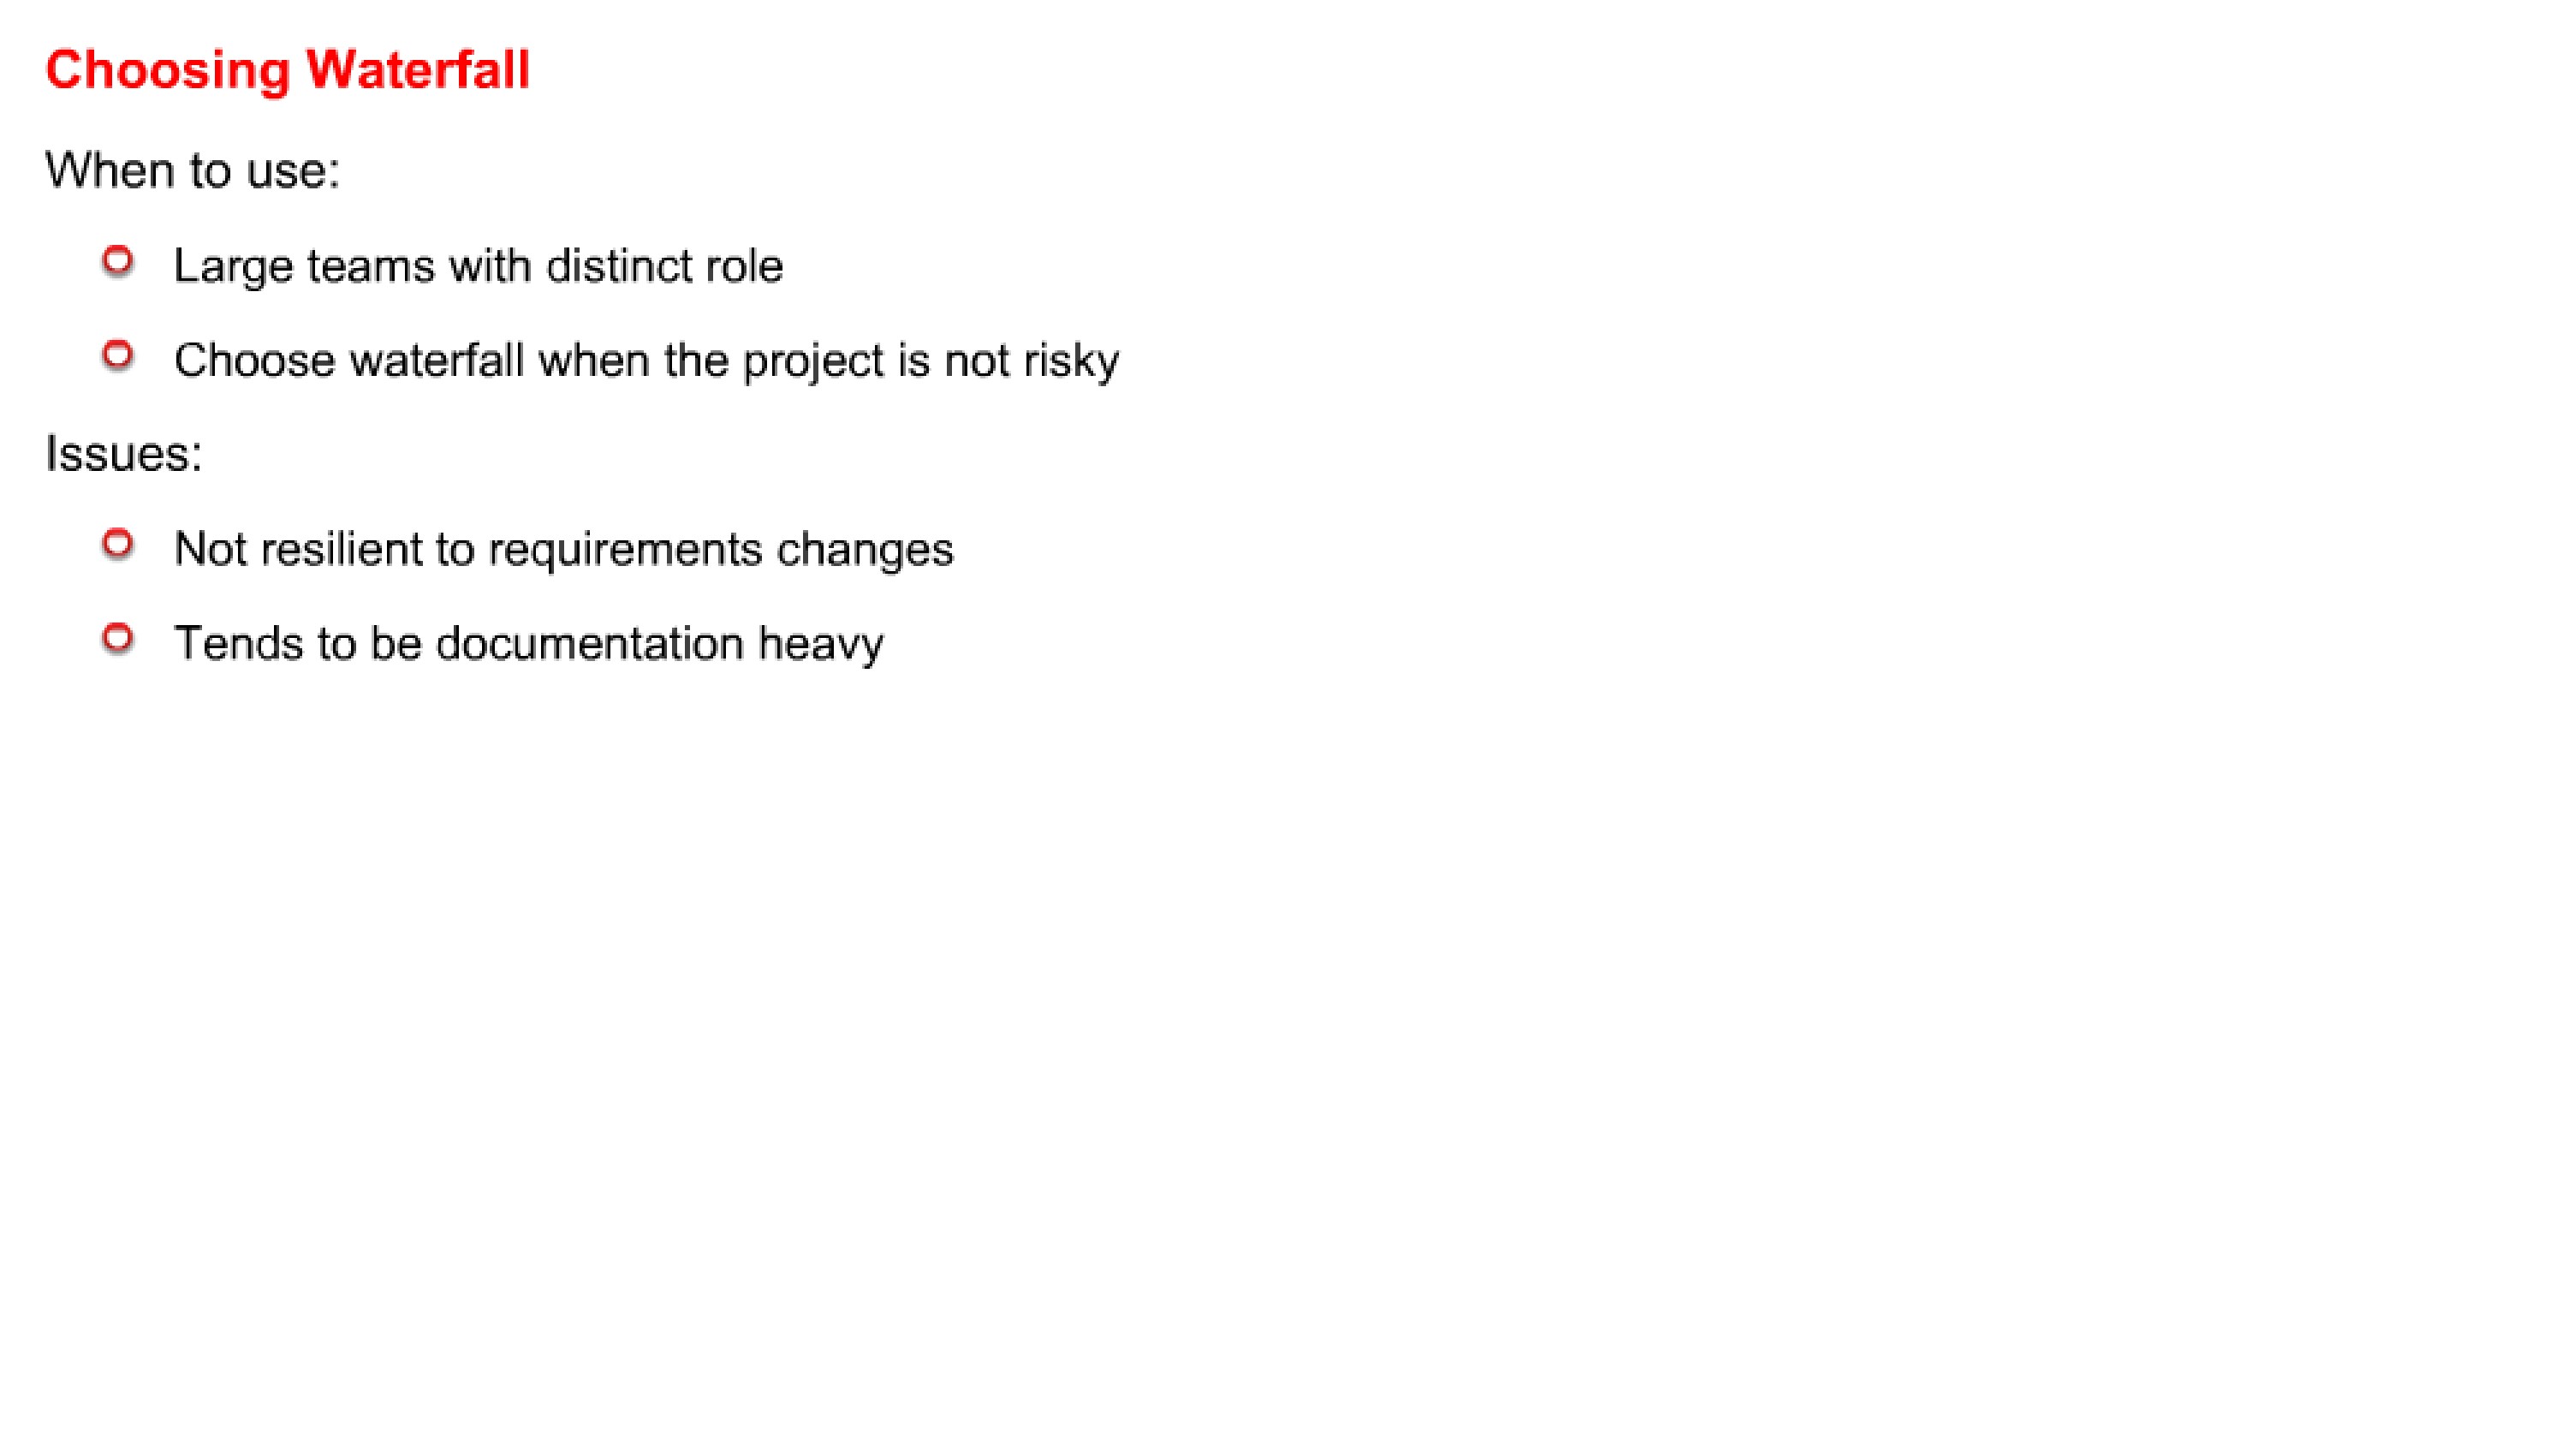 Choosing Waterfall
When to use:
Large teams with distinct role
Choose waterfall when the project is not risky
Issues:
Not resilient to requirements changes
Tends to be documentation heavy